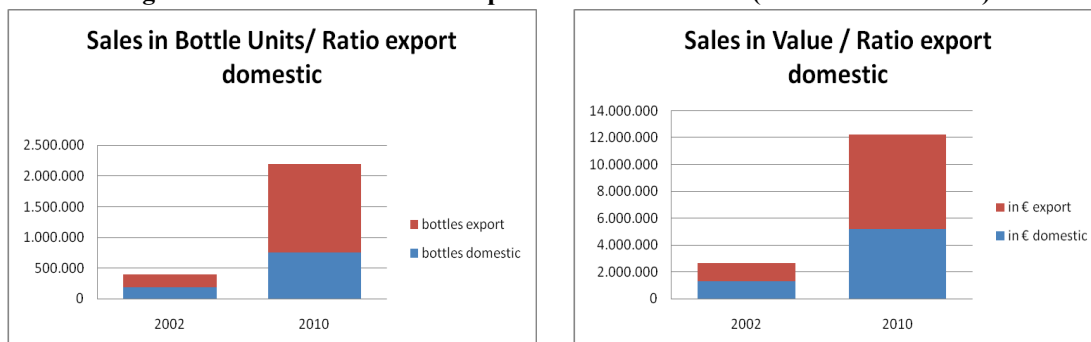 Sales in Bottle Units/ Ratio export
domestic
2.500.000
2.000.000
1.500.000
1.000.000
500.000
0
2002
2010
bottles export
bottles domestic
Sales in Value / Ratio export
domestic
14.000.000
12.000.000
10.000.000
8.000.000
6.000.000
4.000.000
2.000.000
0
2002
2010
in € export
in € domestic